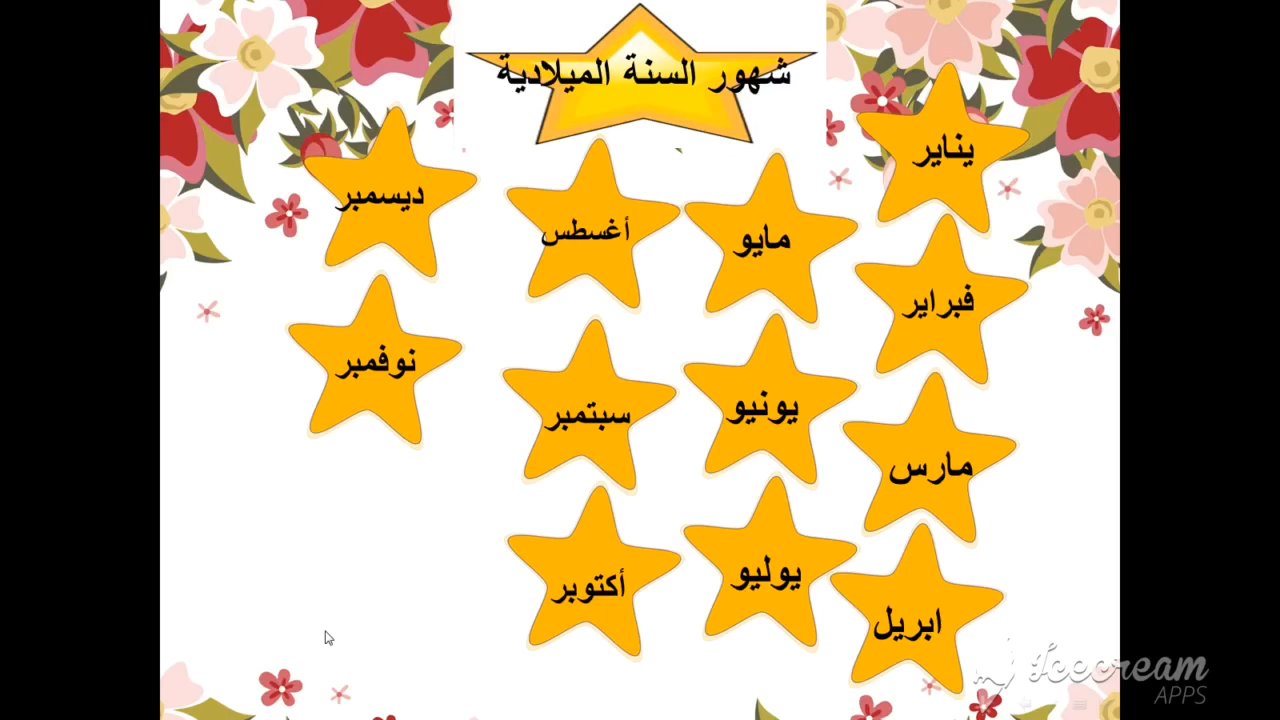 شهور السنة الميلادية
يناير
فبراير
مارس
ابريل
مايو
يونيو
يوليو
أغسطس
سبتمبر
أكتوبر
نوفمبر
ديسمبر
Icecream
APPS